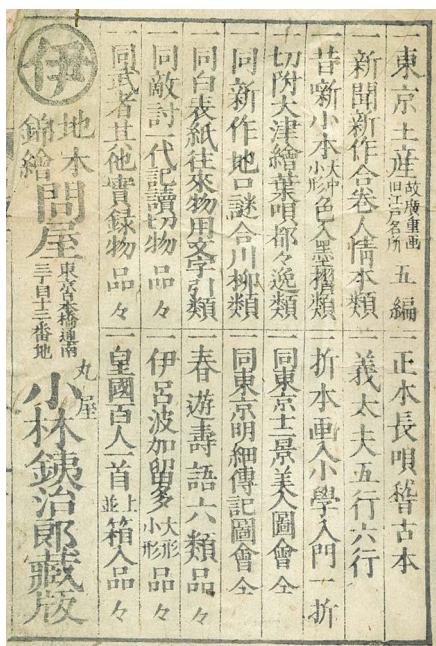 一東京土産 故廣重画 旧江戸名所 五編
一新聞新作合巻人情本類
一昔噺小本 大中 小形 色入墨摺類
一切附大津繪葉唄都々逸類
一同新作地口謎合川柳類
一同白表紙往來物用文字引類
一同敵討一代記讀切物 品々
一同武者其他實録物 品々
一正本長唄稽古本
一義太夫五行六行
一折本画入小學入門 一折
一同東京十二景美人圖會 全
一同東京明細傳記圖會 全
一春遊壽語六類品々
一伊呂波加留多 大形 小形 品々
一皇國百人一首 上 並 箱入品々
伊
地本
錦繪
問屋
東京日本橋通南
三丁目十三番地
丸屋
小林銕治郎藏版